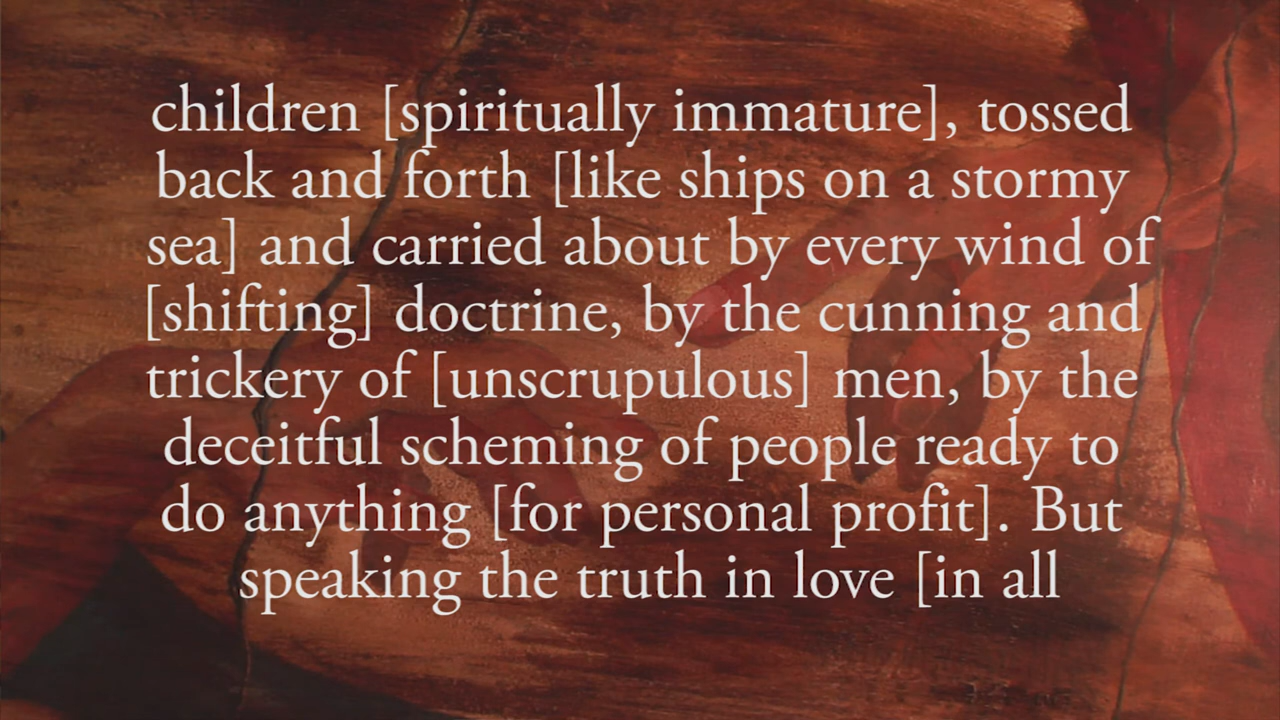 children [spiritually immature], tossed
back and forth [like ships on a stormy
sea] and carried about by every wind of
[shifting] doctrine, by the cunning and
trickery of [unscrupulous] men, by the
deceitful scheming of people ready to
do anything [for personal profit]. But
speaking the truth in love [in all